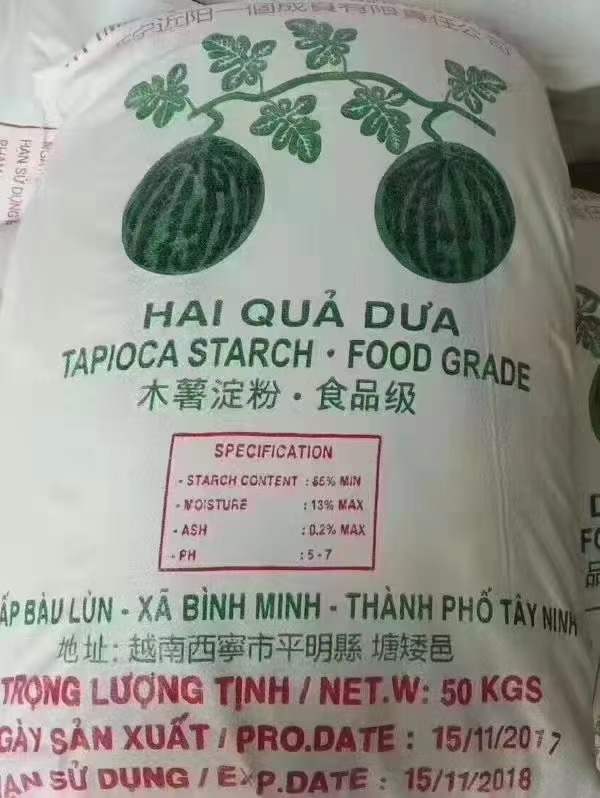 HẠN SỬ DỤNG
HAI QUẢ DƯA
TAPIOCA STARCH · FOOD GRADE
木薯淀粉 · 食品级
SPECIFICATION
- STARCH CONTENT : 85% MIN
- MOISTURE : 13% MAX
- ASH : 0.2% MAX
- PH : 5 - 7
ẤP BÀU LÙN - XÃ BÌNH MINH - THÀNH PHỐ TÂY NINH
地址: 越南西寧市平明縣 塘矮邑
TRỌNG LƯỢNG TỊNH / NET.W: 50 KGS
GÀY SẢN XUẤT / PRO.DATE : 15/11/2017
ẠN SỬ DỤNG / EXP.DATE : 15/11/2018